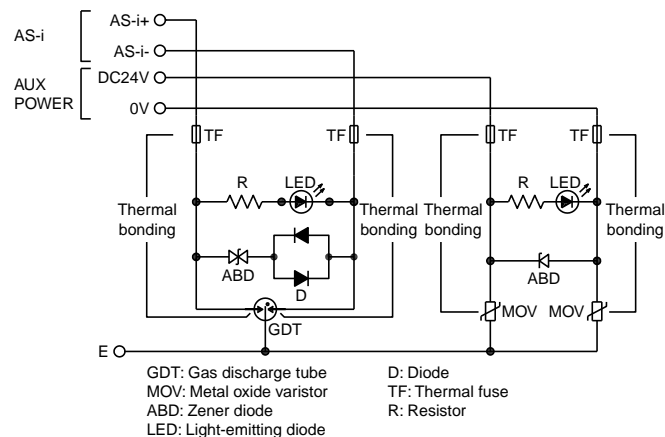 AS-i
AS-i+
AS-i-
AUX
POWER
DC24V
0V
TF
TF
TF
TF
R
LED
R
LED
Thermal
bonding
Thermal
bonding
Thermal
bonding
Thermal
bonding
ABD
D
ABD
GDT
MOV
MOV
E
GDT: Gas discharge tube
MOV: Metal oxide varistor
ABD: Zener diode
LED: Light-emitting diode
D: Diode
TF: Thermal fuse
R: Resistor